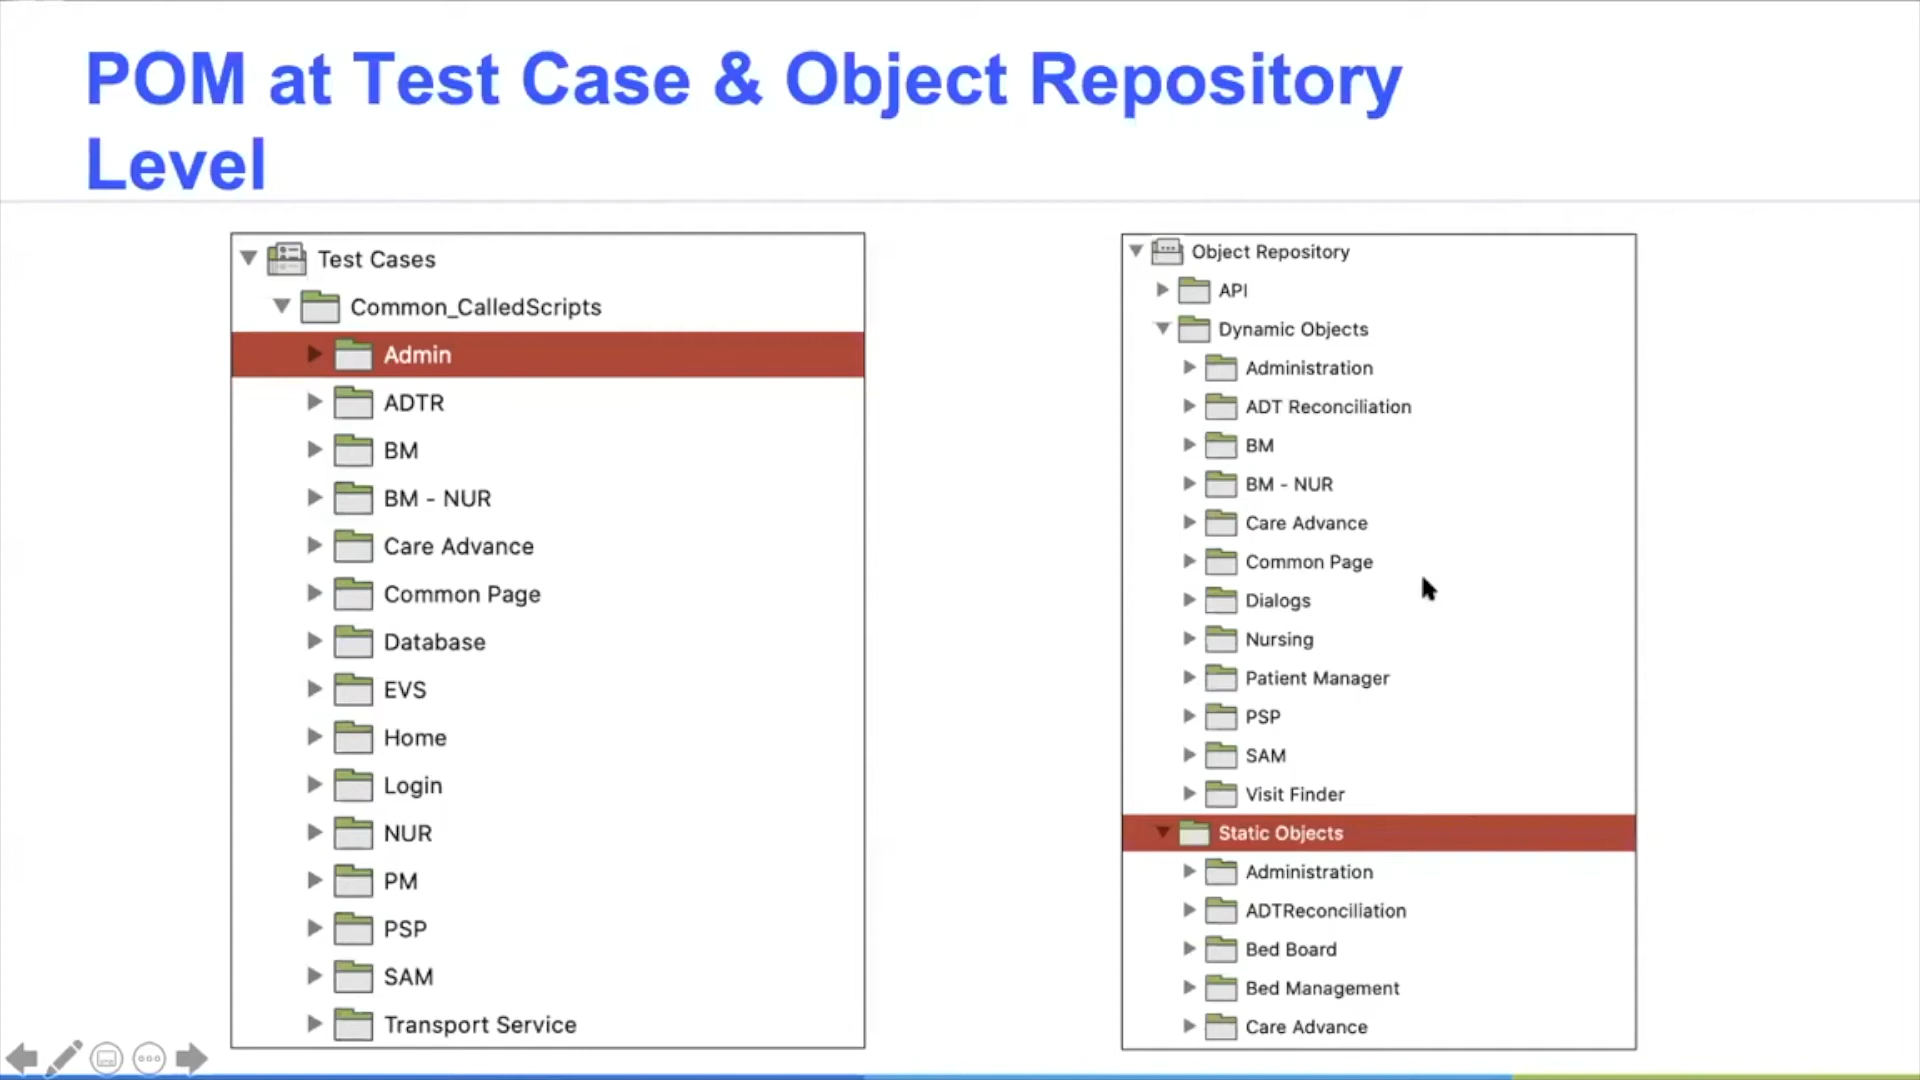 POM at Test Case & Object Repository
Level
Test Cases
Common_CalledScripts
Admin
ADTR
BM
BM - NUR
Care Advance
Common Page
Database
EVS
Home
Login
NUR
PM
PSP
SAM
Transport Service
Object Repository
API
Dynamic Objects
Administration
ADT Reconciliation
BM
BM - NUR
Care Advance
Common Page
Dialogs
Nursing
Patient Manager
PSP
SAM
Visit Finder
Static Objects
Administration
ADTReconciliation
Bed Board
Bed Management
Care Advance